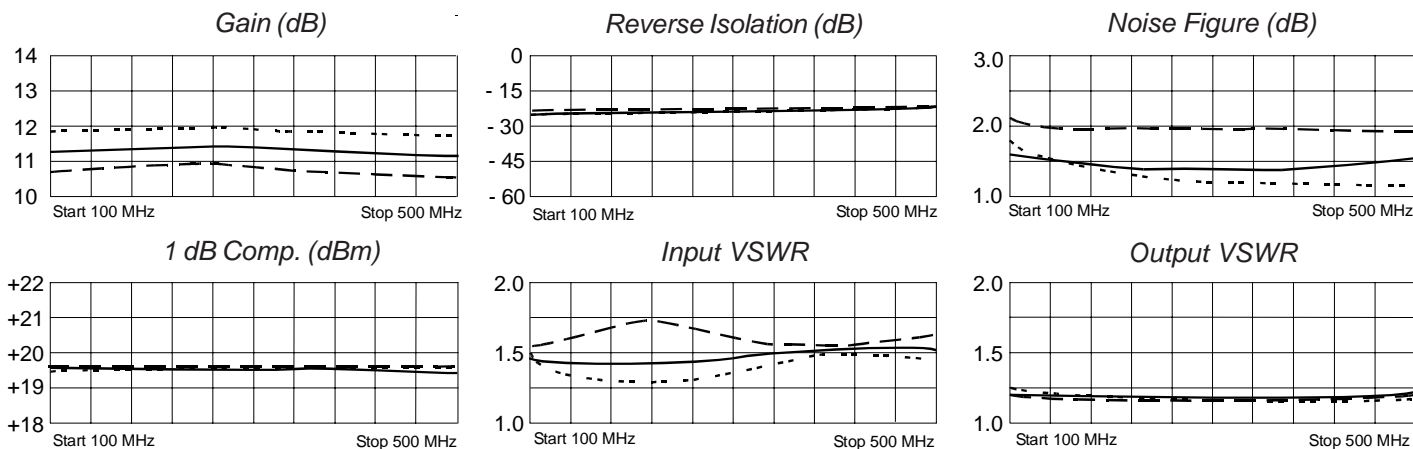 Gain (dB)
14
13
12
11
10
Start 100 MHz
Stop 500 MHz
Reverse Isolation (dB)
0
- 15
- 30
- 45
- 60
Start 100 MHz
Stop 500 MHz
Noise Figure (dB)
3.0
2.0
1.0
Start 100 MHz
Stop 500 MHz
1 dB Comp. (dBm)
+22
+21
+20
+19
+18
Start 100 MHz
Stop 500 MHz
Input VSWR
2.0
1.5
1.0
Start 100 MHz
Stop 500 MHz
Output VSWR
2.0
1.5
1.0
Start 100 MHz
Stop 500 MHz